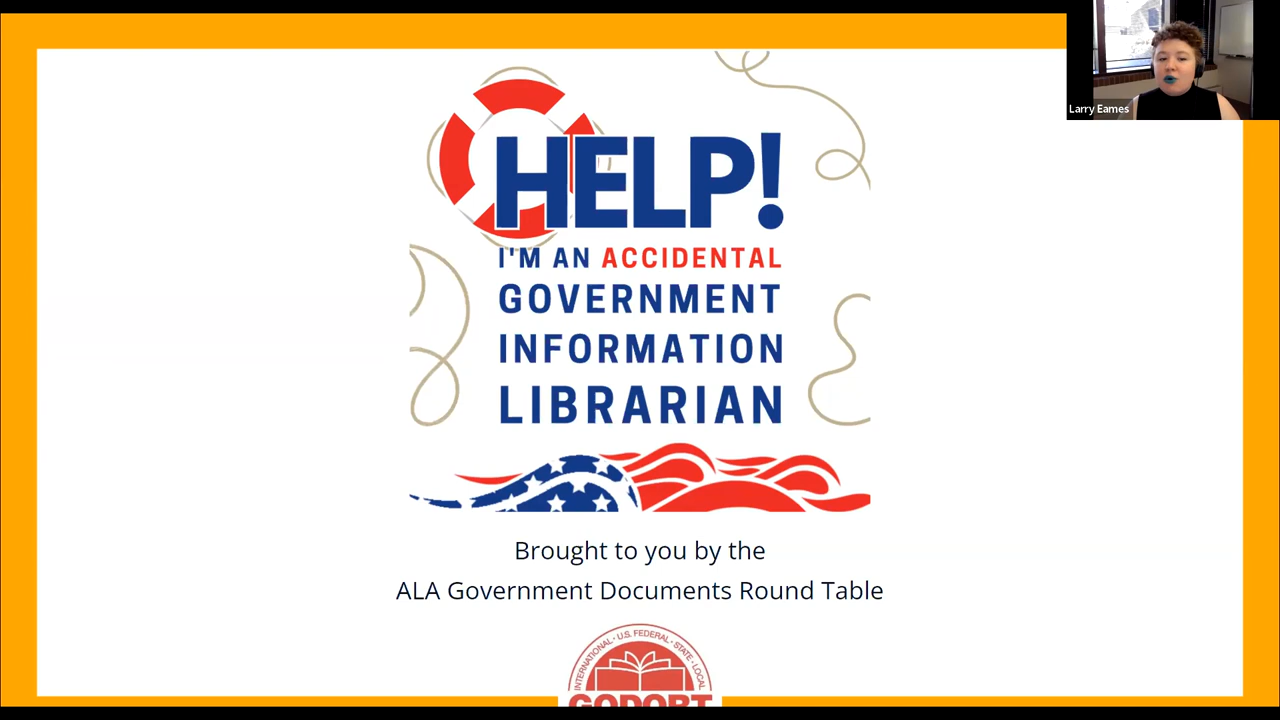 Larry Eames
HELP!
I'M AN ACCIDENTAL
GOVERNMENT
INFORMATION
LIBRARIAN
Brought to you by the
ALA Government Documents Round Table
INTERNATIONAL · U.S. FEDERAL · STATE · LOCAL
GODORT